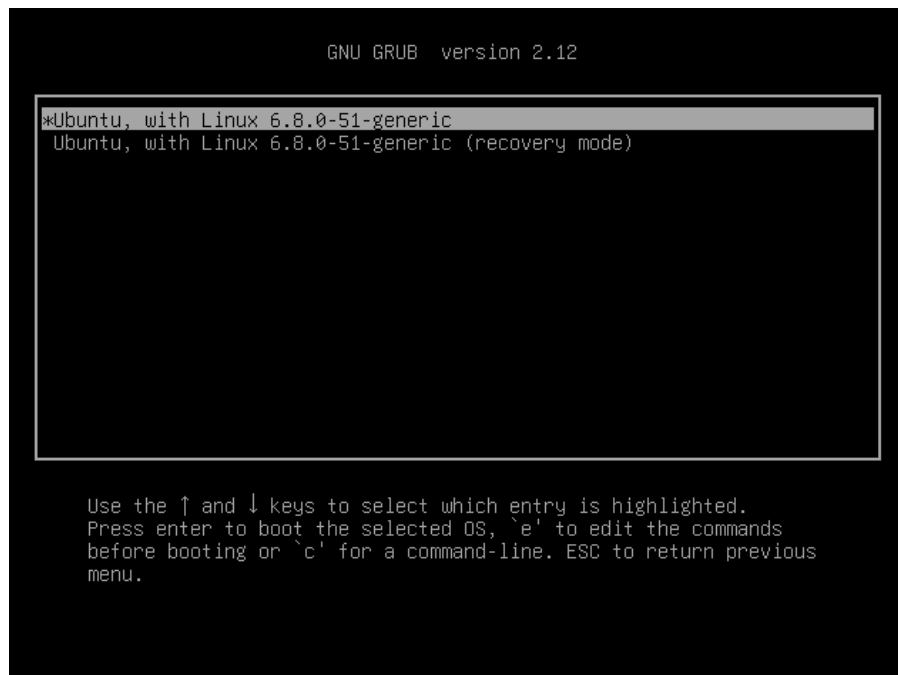 GNU GRUB  version 2.12
*Ubuntu, with Linux 6.8.0-51-generic
Ubuntu, with Linux 6.8.0-51-generic (recovery mode)
Use the ↑ and ↓ keys to select which entry is highlighted.
Press enter to boot the selected OS, `e' to edit the commands
before booting or `c' for a command-line. ESC to return previous
menu.